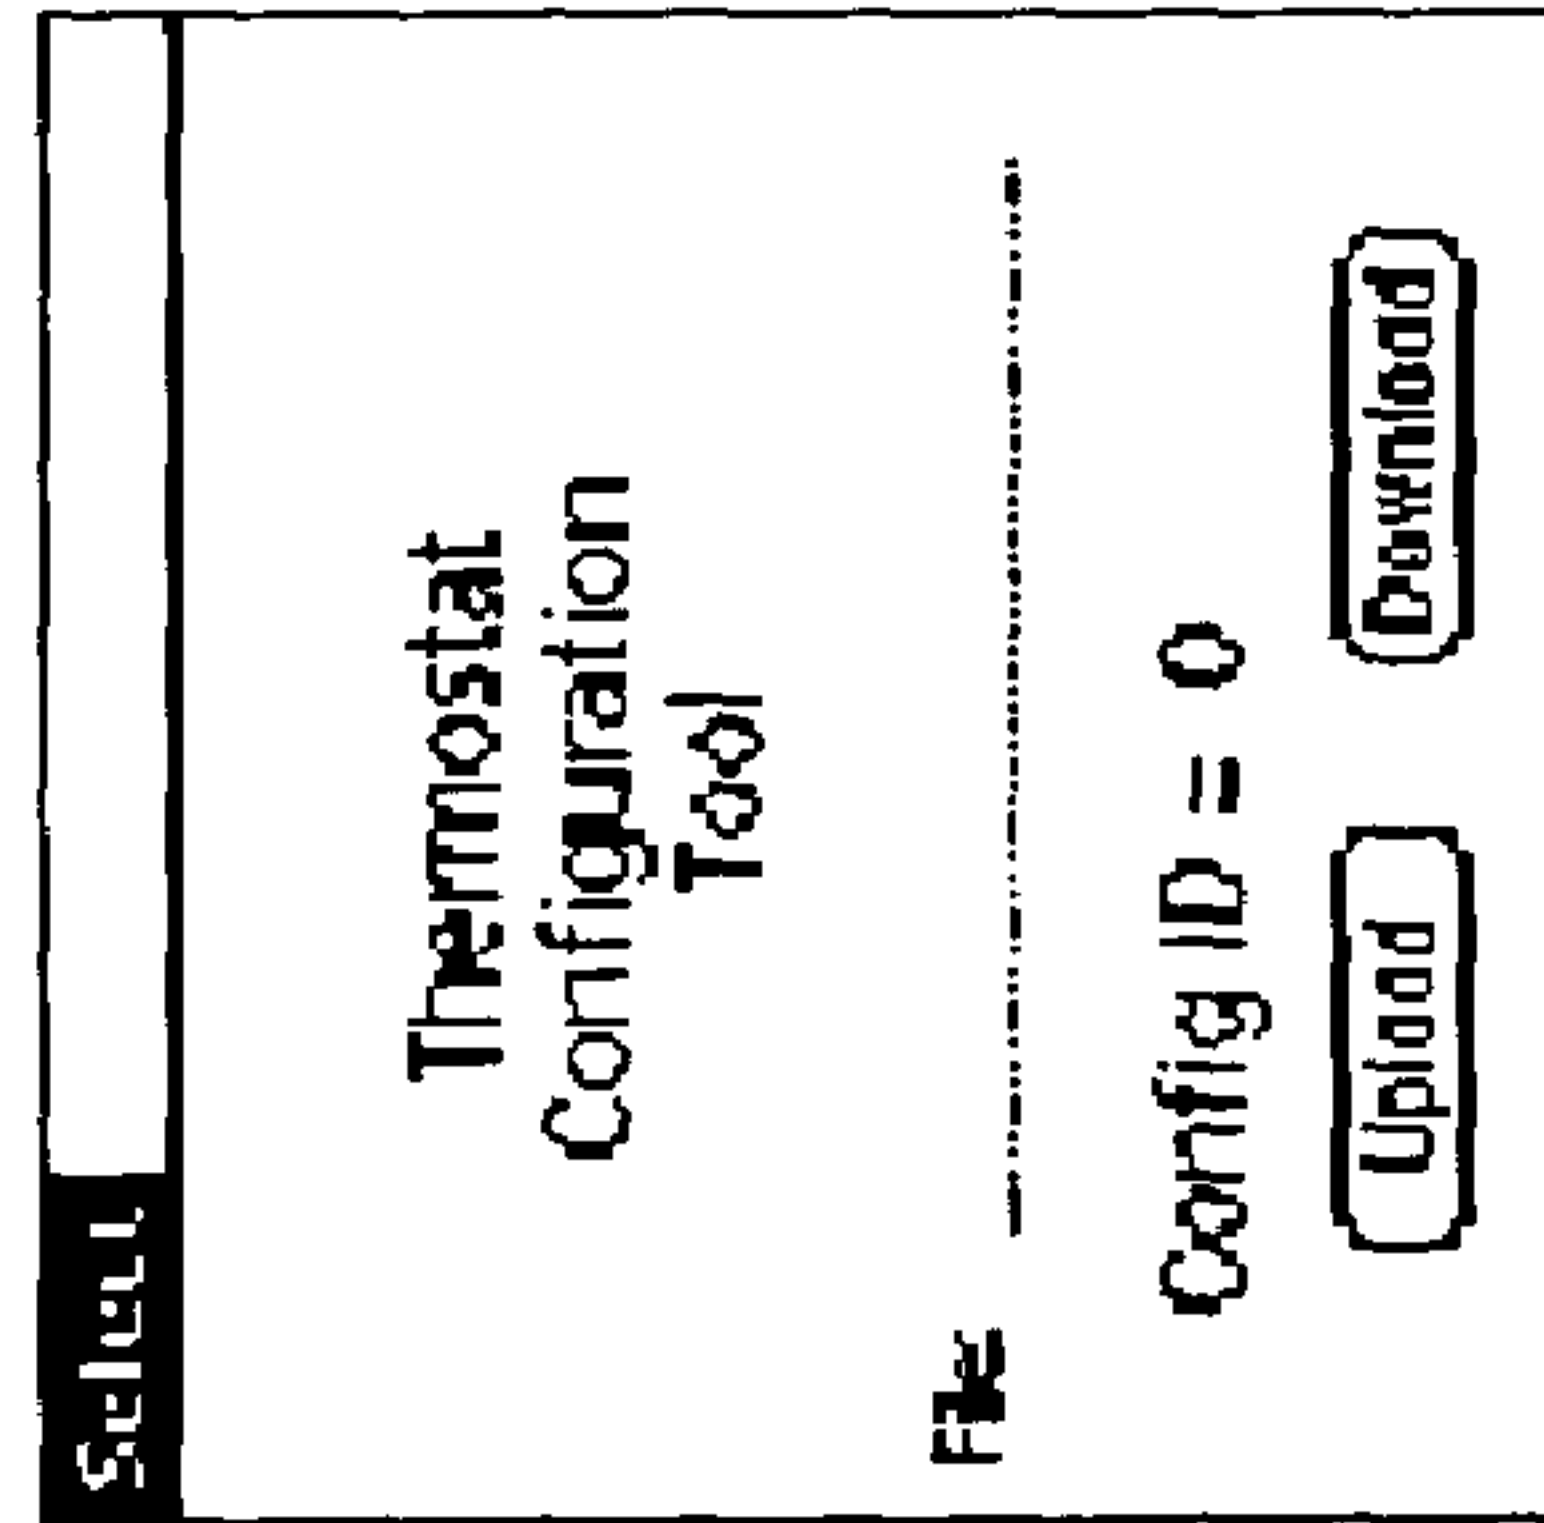 Select
Thermostat
Configuration
Tool
File
Config ID = 0
Upload Download